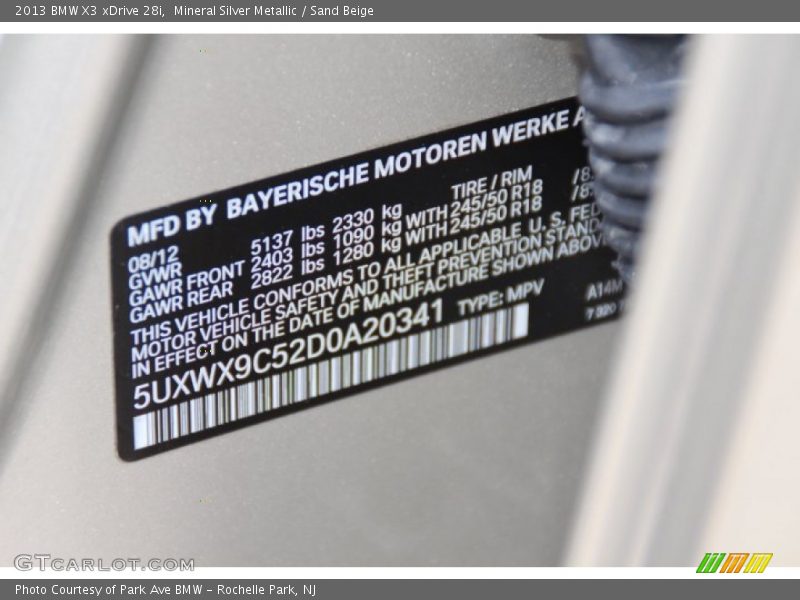 2013 BMW X3 xDrive 28i,  Mineral Silver Metallic / Sand Beige
MFD BY BAYERISCHE MOTOREN WERKE A
08/12
GVWR 5137 lbs 2330 kg TIRE / RIM
GAWR FRONT 2403 lbs 1090 kg WITH 245/50 R18
GAWR REAR 2822 lbs 1280 kg WITH 245/50 R18
THIS VEHICLE CONFORMS TO ALL APPLICABLE U. S. FED
MOTOR VEHICLE SAFETY AND THEFT PREVENTION STAND
IN EFFECT ON THE DATE OF MANUFACTURE SHOWN ABOV
5UXWX9C52D0A20341 TYPE: MPV A14M
GTCARLOT.COM
Photo Courtesy of Park Ave BMW – Rochelle Park, NJ